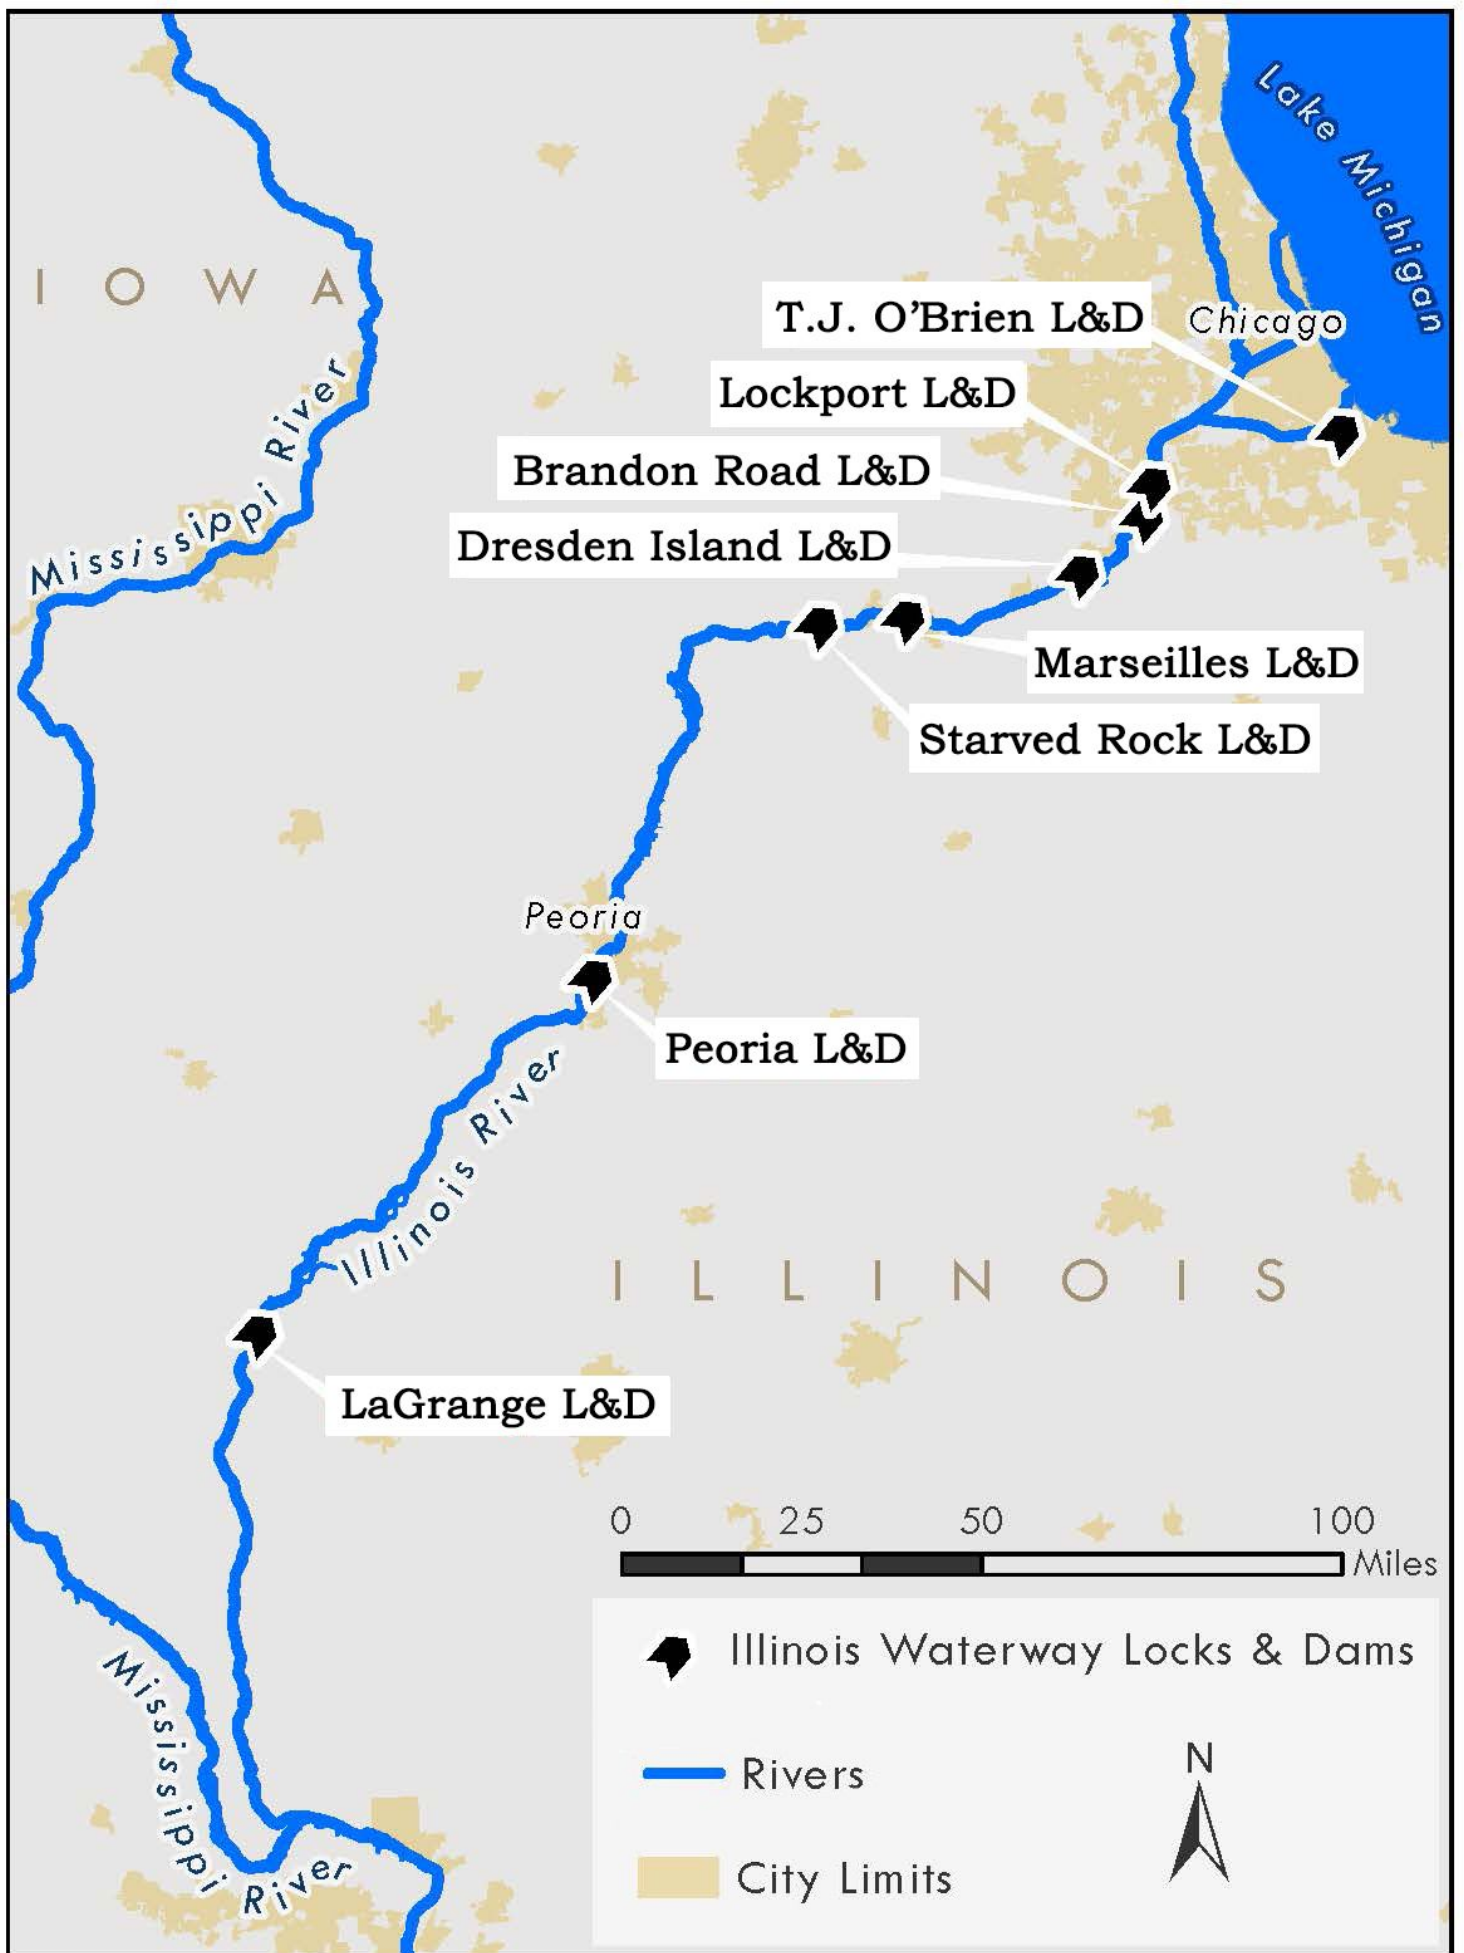 Lake Michigan
IOWA
T.J. O'Brien L&D
Chicago
Lockport L&D
Mississippi River
Brandon Road L&D
Dresden Island L&D
Marseilles L&D
Starved Rock L&D
Peoria
Peoria L&D
Illinois River
ILLINOIS
LaGrange L&D
0 25 50 100
Miles
Illinois Waterway Locks & Dams
Mississippi River
N
Rivers
City Limits